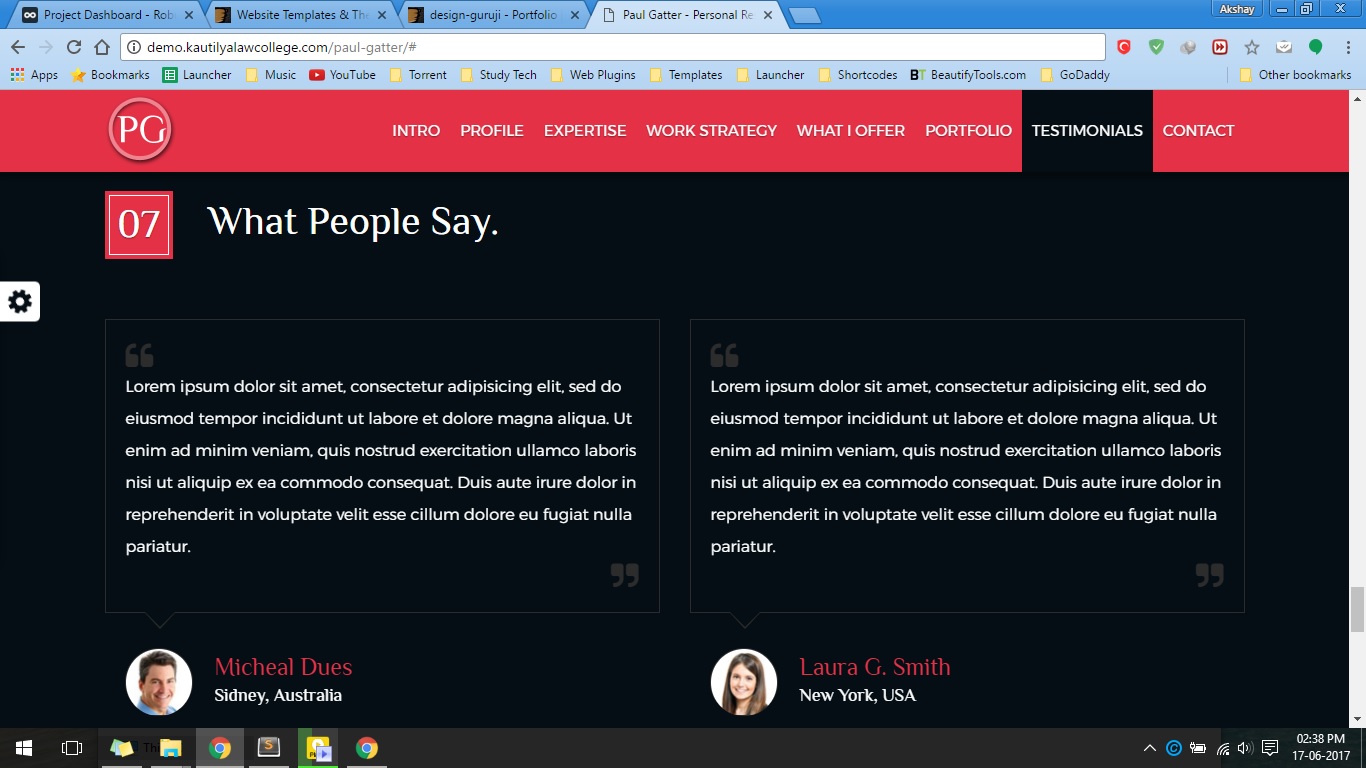 Project Dashboard - Rob
Website Templates & The
design-guruji - Portfolio
Paul Gatter - Personal Re
Akshay
demo.kautilyalawcollege.com/paul-gatter/#
Apps Bookmarks Launcher Music YouTube Torrent Study Tech Web Plugins Templates Launcher Shortcodes BT BeautifyTools.com GoDaddy Other bookmarks
PG INTRO PROFILE EXPERTISE WORK STRATEGY WHAT I OFFER PORTFOLIO TESTIMONIALS CONTACT
07 What People Say.
Lorem ipsum dolor sit amet, consectetur adipisicing elit, sed do
eiusmod tempor incididunt ut labore et dolore magna aliqua. Ut
enim ad minim veniam, quis nostrud exercitation ullamco laboris
nisi ut aliquip ex ea commodo consequat. Duis aute irure dolor in
reprehenderit in voluptate velit esse cillum dolore eu fugiat nulla
pariatur.
Micheal Dues
Sidney, Australia
Lorem ipsum dolor sit amet, consectetur adipisicing elit, sed do
eiusmod tempor incididunt ut labore et dolore magna aliqua. Ut
enim ad minim veniam, quis nostrud exercitation ullamco laboris
nisi ut aliquip ex ea commodo consequat. Duis aute irure dolor in
reprehenderit in voluptate velit esse cillum dolore eu fugiat nulla
pariatur.
Laura G. Smith
New York, USA
02:38 PM
17-06-2017